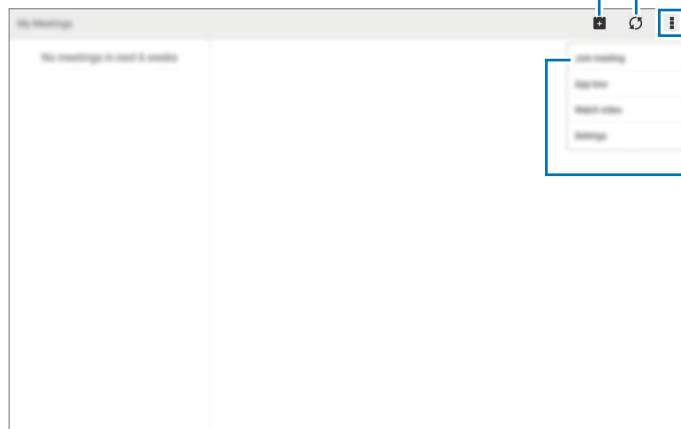 My Meetings
No meetings in next 6 weeks
Join meeting
App tour
Watch video
Settings